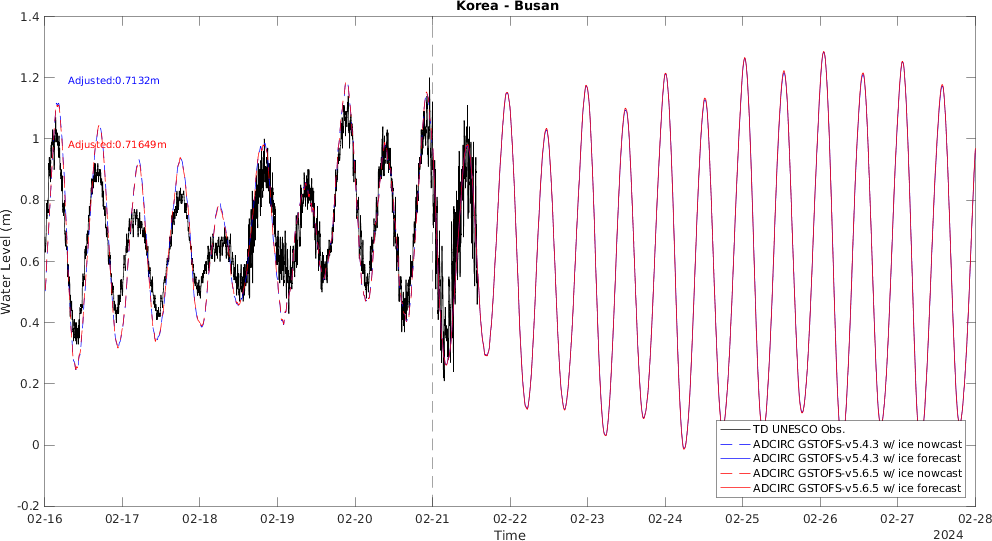 Korea - Busan
1.4
1.2
1
0.8
0.6
0.4
0.2
0
-0.2
Water Level (m)
Adjusted:0.7132m
Adjusted:0.71649m
TD UNESCO Obs.
ADCIRC GSTOFS-v5.4.3 w/ ice nowcast
ADCIRC GSTOFS-v5.4.3 w/ ice forecast
ADCIRC GSTOFS-v5.6.5 w/ ice nowcast
ADCIRC GSTOFS-v5.6.5 w/ ice forecast
02-16 02-17 02-18 02-19 02-20 02-21 02-22 02-23 02-24 02-25 02-26 02-27 02-28
Time
2024